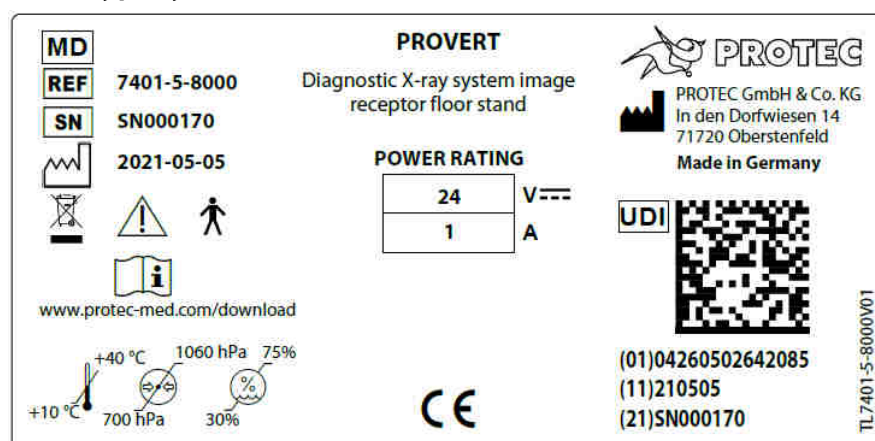 MD
REF 7401-5-8000
SN SN000170
2021-05-05
www.protec-med.com/download
+40 °C
+10 °C
1060 hPa
700 hPa
75%
%
30%
PROVERT
Diagnostic X-ray system image
receptor floor stand
POWER RATING
24 V
1 A
CE
PROTEC
PROTEC GmbH & Co. KG
In den Dorfwiesen 14
71720 Oberstenfeld
Made in Germany
UDI
(01)04260502642085
(11)210505
(21)SN000170
TL7401-5-8000V01